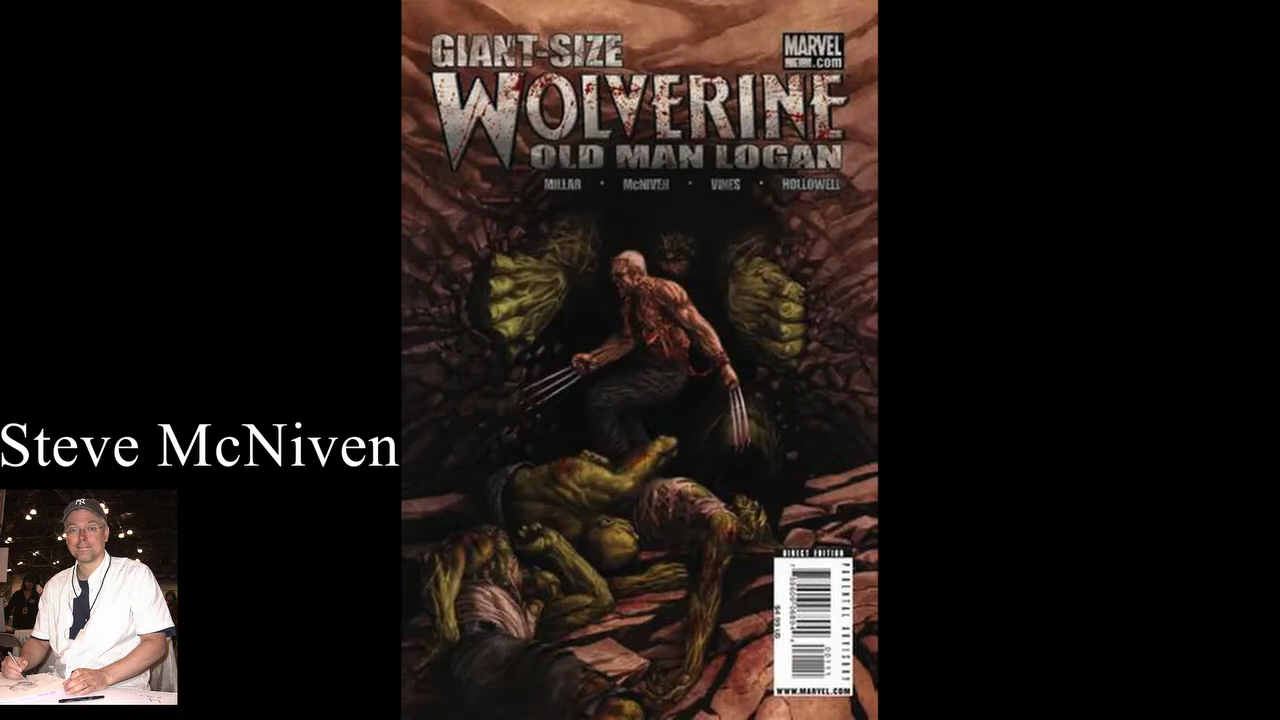 GIANT-SIZE
MARVEL
.COM
WOLVERINE
OLD MAN LOGAN
MILLAR • McNIVEN • VINES • HOLLOWELL
Steve McNiven
DIRECT EDITION
PARENTAL ADVISORY
$4.99 US
WWW.MARVEL.COM